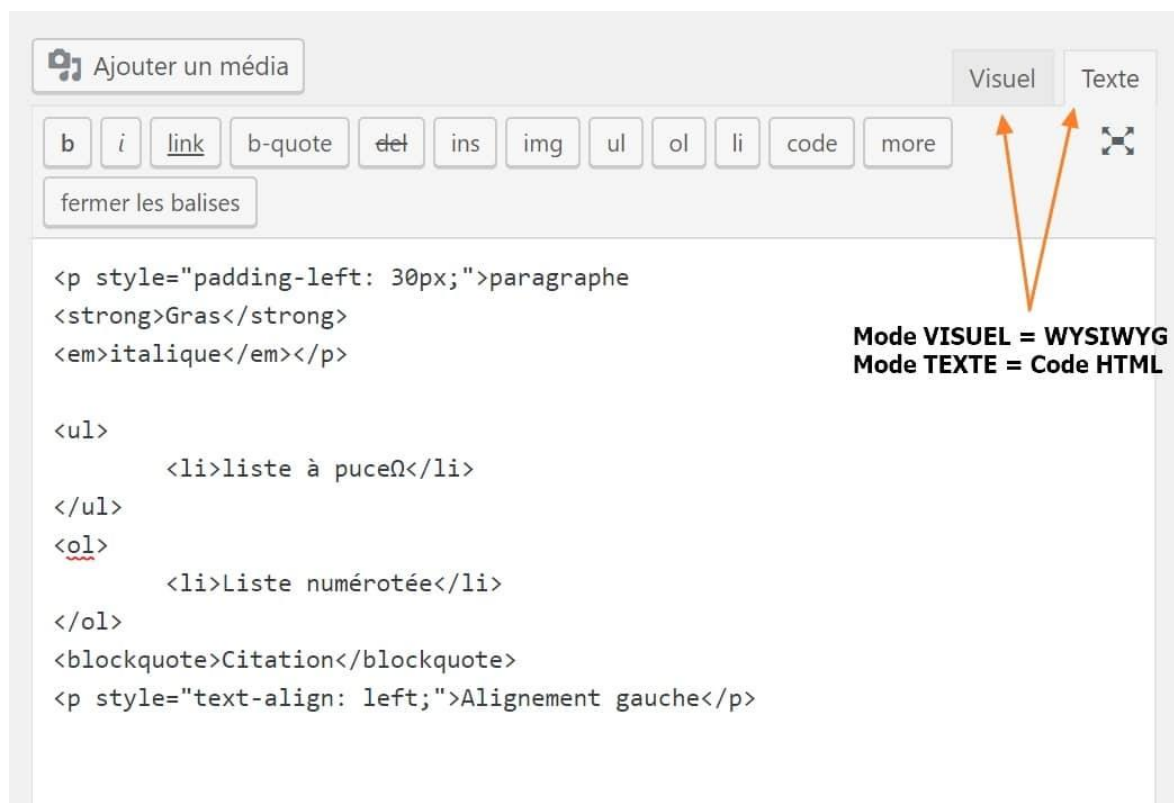 Ajouter un média
Visuel Texte
b i link b-quote del ins img ul ol li code more
fermer les balises
<p style="padding-left: 30px;">paragraphe
<strong>Gras</strong>
<em>italique</em></p>
Mode VISUEL = WYSIWYG
Mode TEXTE = Code HTML
<ul>
<li>liste à puceΩ</li>
</ul>
<ol>
<li>Liste numérotée</li>
</ol>
<blockquote>Citation</blockquote>
<p style="text-align: left;">Alignement gauche</p>